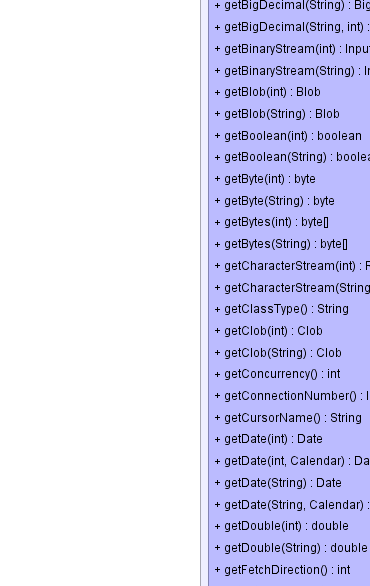 + getBigDecimal(String) : Big
+ getBigDecimal(String, int) :
+ getBinaryStream(int) : Input
+ getBinaryStream(String) : I
+ getBlob(int) : Blob
+ getBlob(String) : Blob
+ getBoolean(int) : boolean
+ getBoolean(String) : boolea
+ getByte(int) : byte
+ getByte(String) : byte
+ getBytes(int) : byte[]
+ getBytes(String) : byte[]
+ getCharacterStream(int) : R
+ getCharacterStream(String
+ getClassType() : String
+ getClob(int) : Clob
+ getClob(String) : Clob
+ getConcurrency() : int
+ getConnectionNumber() : I
+ getCursorName() : String
+ getDate(int) : Date
+ getDate(int, Calendar) : Da
+ getDate(String) : Date
+ getDate(String, Calendar) :
+ getDouble(int) : double
+ getDouble(String) : double
+ getFetchDirection() : int